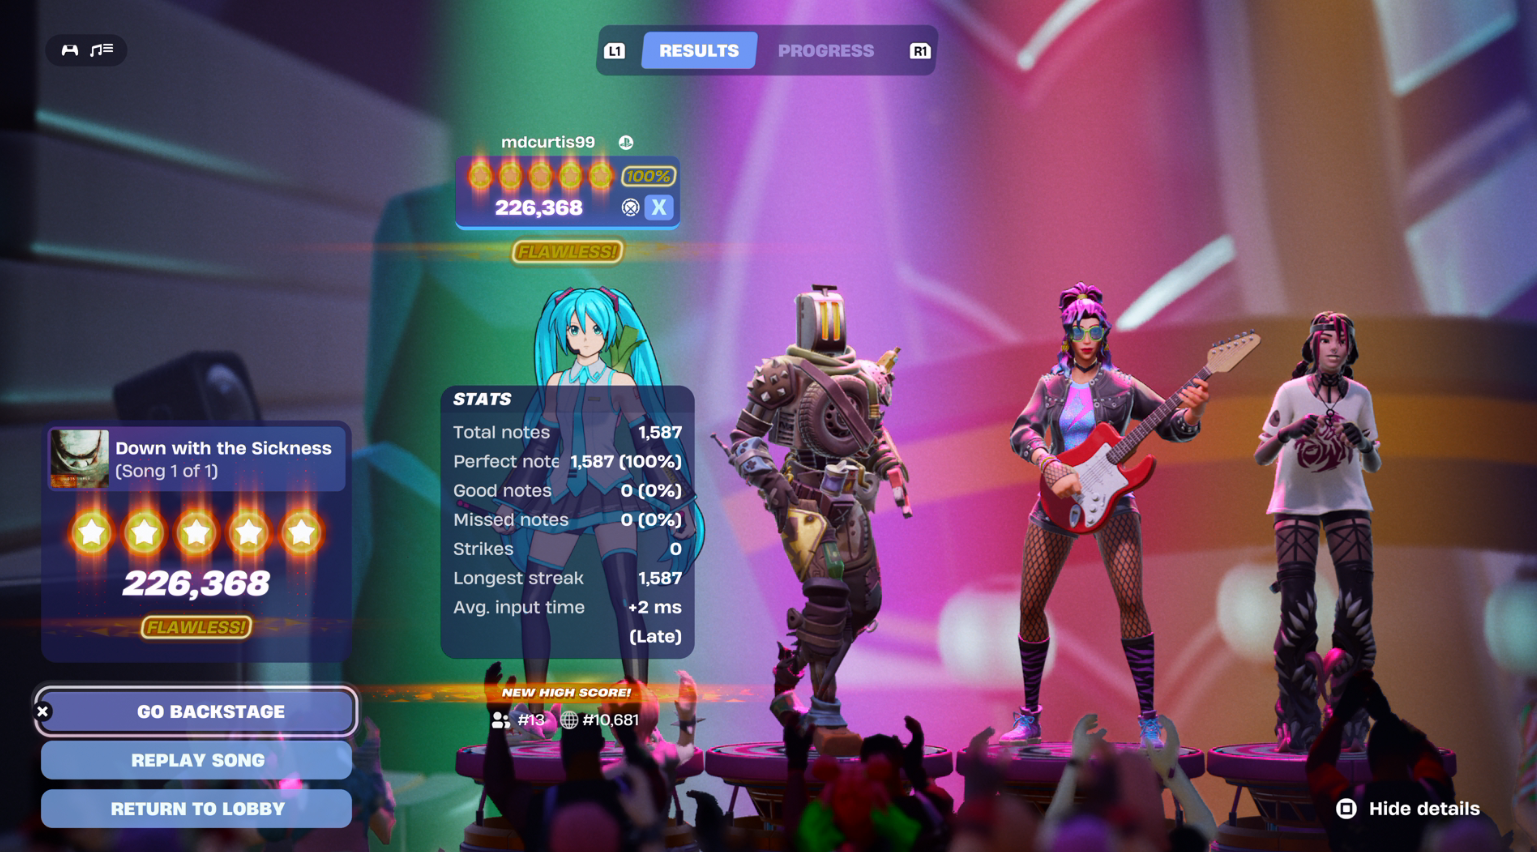 L1
RESULTS
PROGRESS
R1
mdcurtis99
100%
226,368
X
FLAWLESS!
STATS
Total notes 1,587
Perfect note 1,587 (100%)
Good notes 0 (0%)
Missed notes 0 (0%)
Strikes 0
Longest streak 1,587
Avg. input time +2 ms
(Late)
NEW HIGH SCORE!
#13 #10,681
Down with the Sickness
(Song 1 of 1)
226,368
FLAWLESS!
GO BACKSTAGE
REPLAY SONG
RETURN TO LOBBY
Hide details